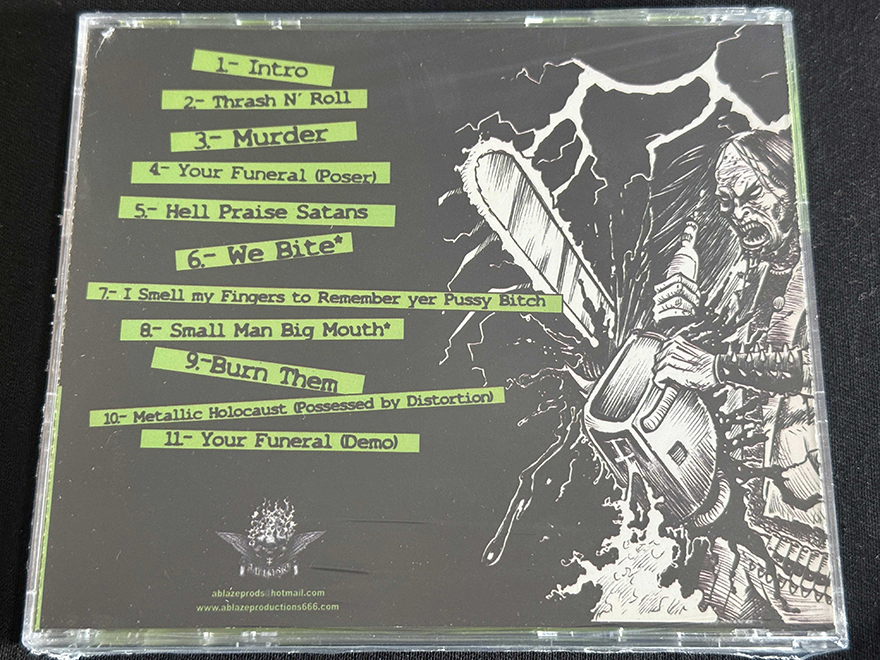 1.- Intro
2.- Thrash N' Roll
3.- Murder
4.- Your Funeral (Poser)
5.- Hell Praise Satans
6.- We Bite*
7.- I Smell my Fingers to Remember yer Pussy Bitch
8.- Small Man Big Mouth*
9.-Burn Them
10.- Metallic Holocaust (Possessed by Distortion)
11.- Your Funeral (Demo)
ablazeprods@hotmail.com
www.ablazeproductions666.com